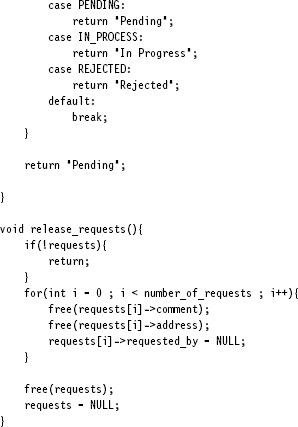 case PENDING:
            return "Pending";
        case IN_PROCESS:
            return "In Progress";
        case REJECTED:
            return "Rejected";
        default:
            break;
    }

    return "Pending";

}

void release_requests(){
    if(!requests){
        return;
    }
    for(int i = 0 ; i < number_of_requests ; i++){
        free(requests[i]->comment);
        free(requests[i]->address);
        requests[i]->requested_by = NULL;
    }

    free(requests);
    requests = NULL;
}